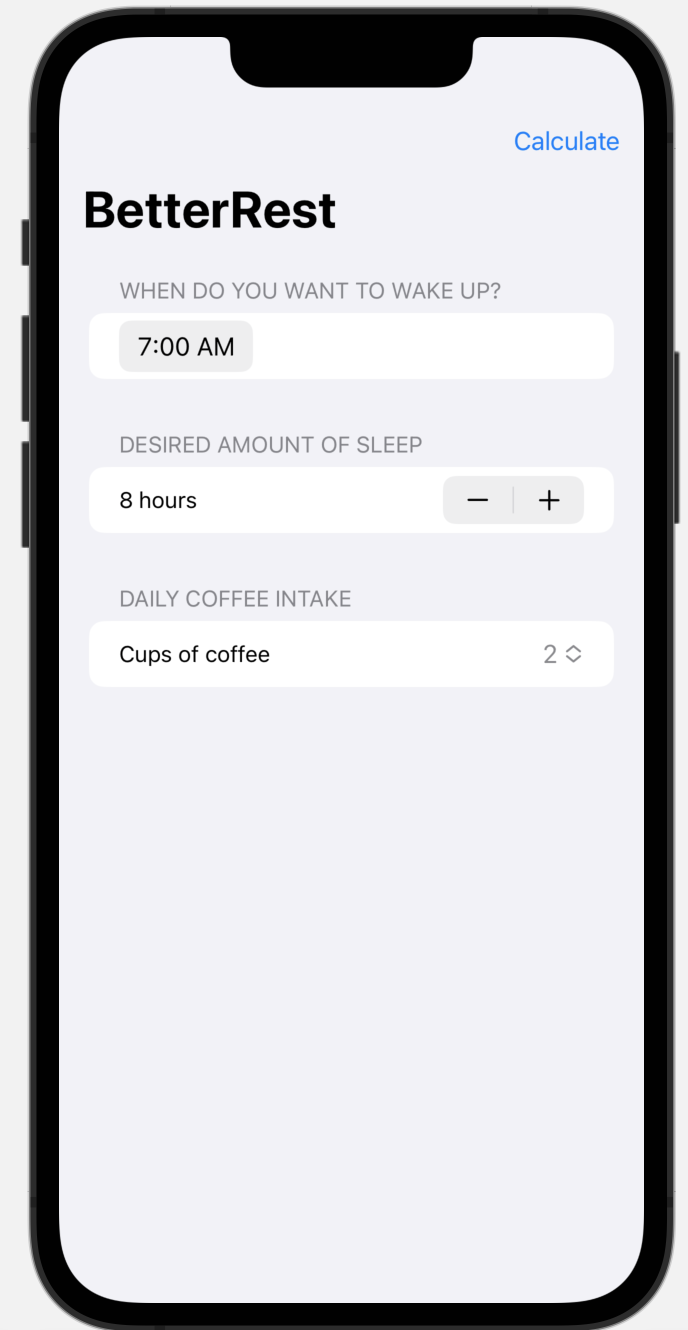 Calculate
BetterRest
WHEN DO YOU WANT TO WAKE UP?
7:00 AM
DESIRED AMOUNT OF SLEEP
8 hours
DAILY COFFEE INTAKE
Cups of coffee 2